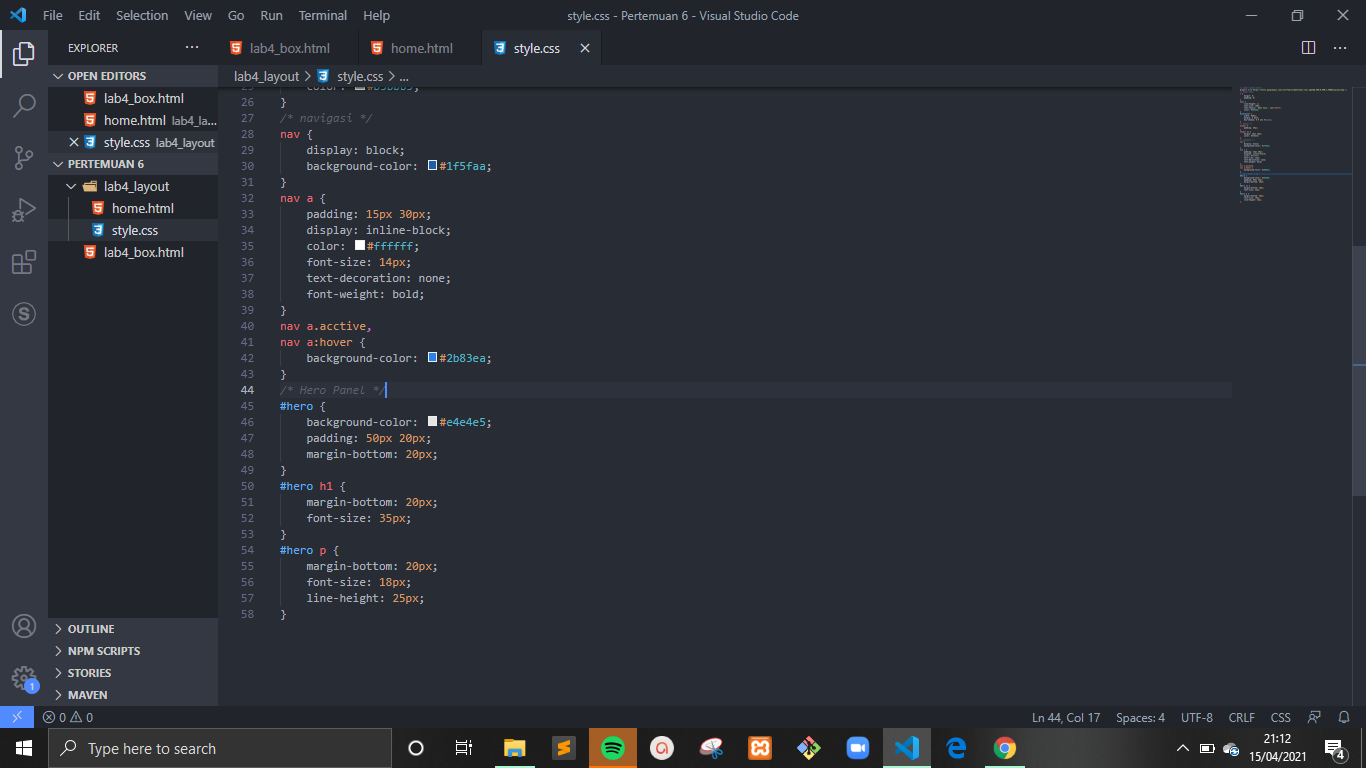 File Edit Selection View Go Run Terminal Help style.css - Pertemuan 6 - Visual Studio Code
EXPLORER
lab4_box.html home.html style.css
OPEN EDITORS
lab4_layout > style.css > ...
lab4_box.html
home.html lab4_la...
style.css lab4_layout
PERTEMUAN 6
lab4_layout
home.html
style.css
lab4_box.html
OUTLINE
NPM SCRIPTS
STORIES
MAVEN
26 }
27 /* navigasi */
28 nav {
29 display: block;
30 background-color: #1f5faa;
31 }
32 nav a {
33 padding: 15px 30px;
34 display: inline-block;
35 color: #ffffff;
36 font-size: 14px;
37 text-decoration: none;
38 font-weight: bold;
39 }
40 nav a.acctive,
41 nav a:hover {
42 background-color: #2b83ea;
43 }
44 /* Hero Panel */
45 #hero {
46 background-color: #e4e4e5;
47 padding: 50px 20px;
48 margin-bottom: 20px;
49 }
50 #hero h1 {
51 margin-bottom: 20px;
52 font-size: 35px;
53 }
54 #hero p {
55 margin-bottom: 20px;
56 font-size: 18px;
57 line-height: 25px;
58 }
1
0 0 Ln 44, Col 17 Spaces: 4 UTF-8 CRLF CSS
Type here to search
21:12
15/04/2021
4